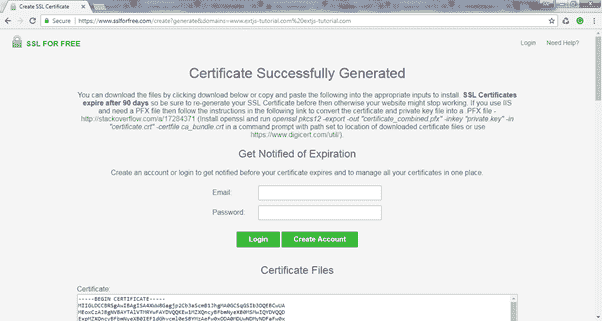 Create SSL Certificate
Secure https://www.sslforfree.com/create?generate&domains=www.extjs-tutorial.com%20extjs-tutorial.com
SSL FOR FREE
Login Need Help?
Certificate Successfully Generated
You can download the files by clicking download below or copy and paste the following into the appropriate inputs to install. SSL Certificates
expire after 90 days so be sure to re-generate your SSL Certificate before then otherwise your website might stop working. If you use IIS
and need a PFX file then follow the instructions in the following link to convert the certificate and private key file into a .PFX file -
http://stackoverflow.com/a/17284371 (Install openssl and run openssl pkcs12 -export -out "certificate_combined.pfx" -inkey "private.key" -in
"certificate.crt" -certfile ca_bundle.crt in a command prompt with path set to location of downloaded certificate files or use
https://www.digicert.com/util/).
Get Notified of Expiration
Create an account or login to get notified before your certificate expires and to manage all your certificates in one place.
Email:
Password:
Login Create Account
Certificate Files
Certificate:
-----BEGIN CERTIFICATE-----